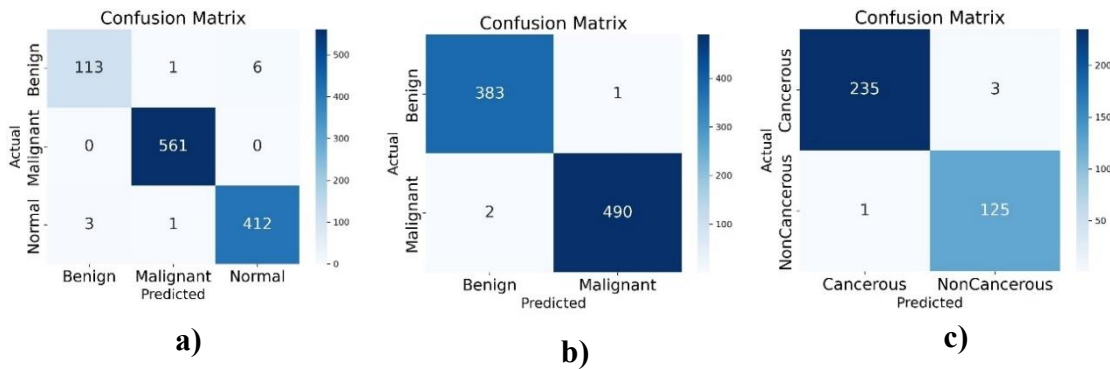 Confusion Matrix
Actual
Benign
Malignant
Normal
113 1 6
0 561 0
3 1 412
Benign Malignant Normal
Predicted
500
400
300
200
100
0
a)
Confusion Matrix
Actual
Benign
Malignant
383 1
2 490
Benign Malignant
Predicted
400
300
200
100
b)
Confusion Matrix
Actual
Cancerous
NonCancerous
235 3
1 125
Cancerous NonCancerous
Predicted
200
150
100
50
c)